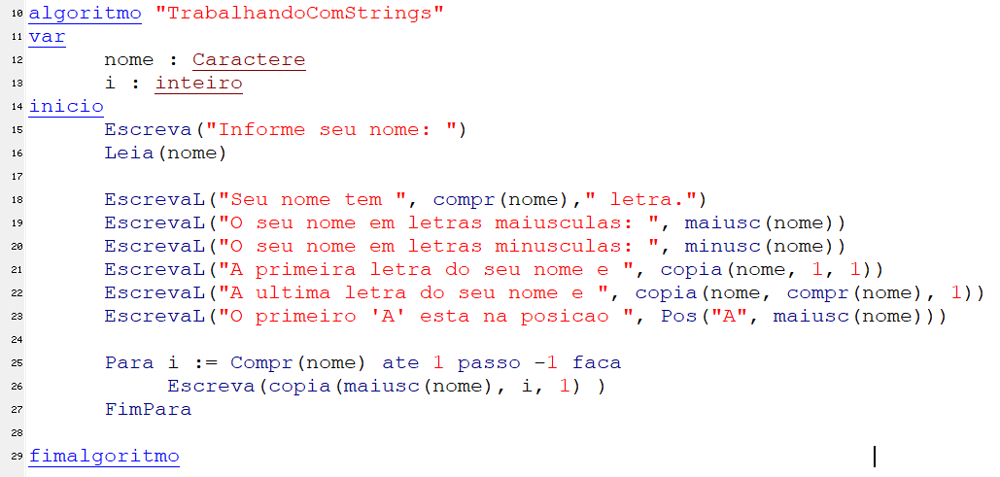 10 algoritmo "TrabalhandoComStrings"
11 var
12 nome : Caractere
13 i : inteiro
14 inicio
15 Escreva("Informe seu nome: ")
16 Leia(nome)
17
18 EscrevaL("Seu nome tem ", compr(nome)," letra.")
19 EscrevaL("O seu nome em letras maiusculas: ", maiusc(nome))
20 EscrevaL("O seu nome em letras minusculas: ", minusc(nome))
21 EscrevaL("A primeira letra do seu nome e ", copia(nome, 1, 1))
22 EscrevaL("A ultima letra do seu nome e ", copia(nome, compr(nome), 1))
23 EscrevaL("O primeiro 'A' esta na posicao ", Pos("A", maiusc(nome)))
24
25 Para i := Compr(nome) ate 1 passo -1 faca
26 Escreva(copia(maiusc(nome), i, 1) )
27 FimPara
28
29 fimalgoritmo